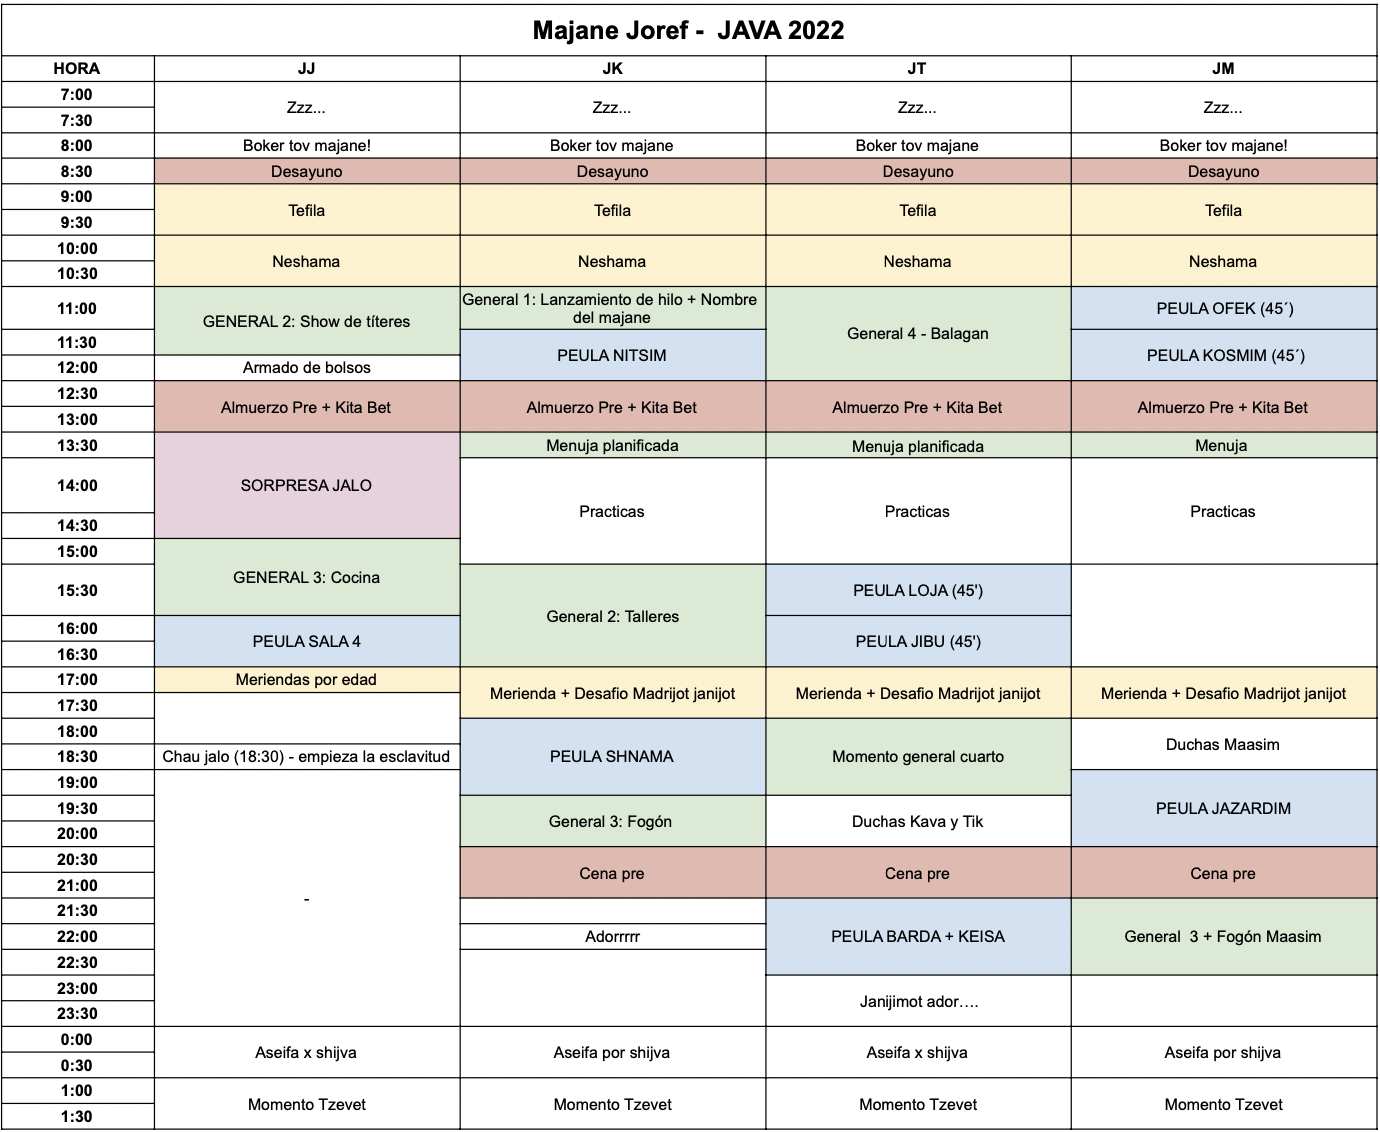 Majane Joref -  JAVA 2022
HORA JJ JK JT JM
7:00 Zzz... Zzz... Zzz... Zzz...
7:30
8:00 Boker tov majane! Boker tov majane Boker tov majane Boker tov majane!
8:30 Desayuno Desayuno Desayuno Desayuno
9:00 Tefila Tefila Tefila Tefila
9:30
10:00 Neshama Neshama Neshama Neshama
10:30
11:00 GENERAL 2: Show de títeres General 1: Lanzamiento de hilo + Nombre General 4 - Balagan PEULA OFEK (45´)
del majane
11:30 PEULA NITSIM PEULA KOSMIM (45´)
12:00 Armado de bolsos
12:30 Almuerzo Pre + Kita Bet Almuerzo Pre + Kita Bet Almuerzo Pre + Kita Bet Almuerzo Pre + Kita Bet
13:00
13:30 Menuja planificada Menuja planificada Menuja
14:00 SORPRESA JALO Practicas Practicas Practicas
14:30
15:00 GENERAL 3: Cocina
15:30 General 2: Talleres PEULA LOJA (45')
16:00 PEULA SALA 4 PEULA JIBU (45')
16:30
17:00 Meriendas por edad Merienda + Desafio Madrijot janijot Merienda + Desafio Madrijot janijot Merienda + Desafio Madrijot janijot
17:30
18:00 Duchas Maasim
18:30 Chau jalo (18:30) - empieza la esclavitud PEULA SHNAMA Momento general cuarto
19:00 PEULA JAZARDIM
19:30 General 3: Fogón Duchas Kava y Tik
20:00
20:30 Cena pre Cena pre Cena pre
21:00
21:30 -
22:00 Adorrrrr PEULA BARDA + KEISA General  3 + Fogón Maasim
22:30
23:00 Janijimot ador….
23:30
0:00 Aseifa x shijva Aseifa por shijva Aseifa x shijva Aseifa por shijva
0:30
1:00 Momento Tzevet Momento Tzevet Momento Tzevet Momento Tzevet
1:30